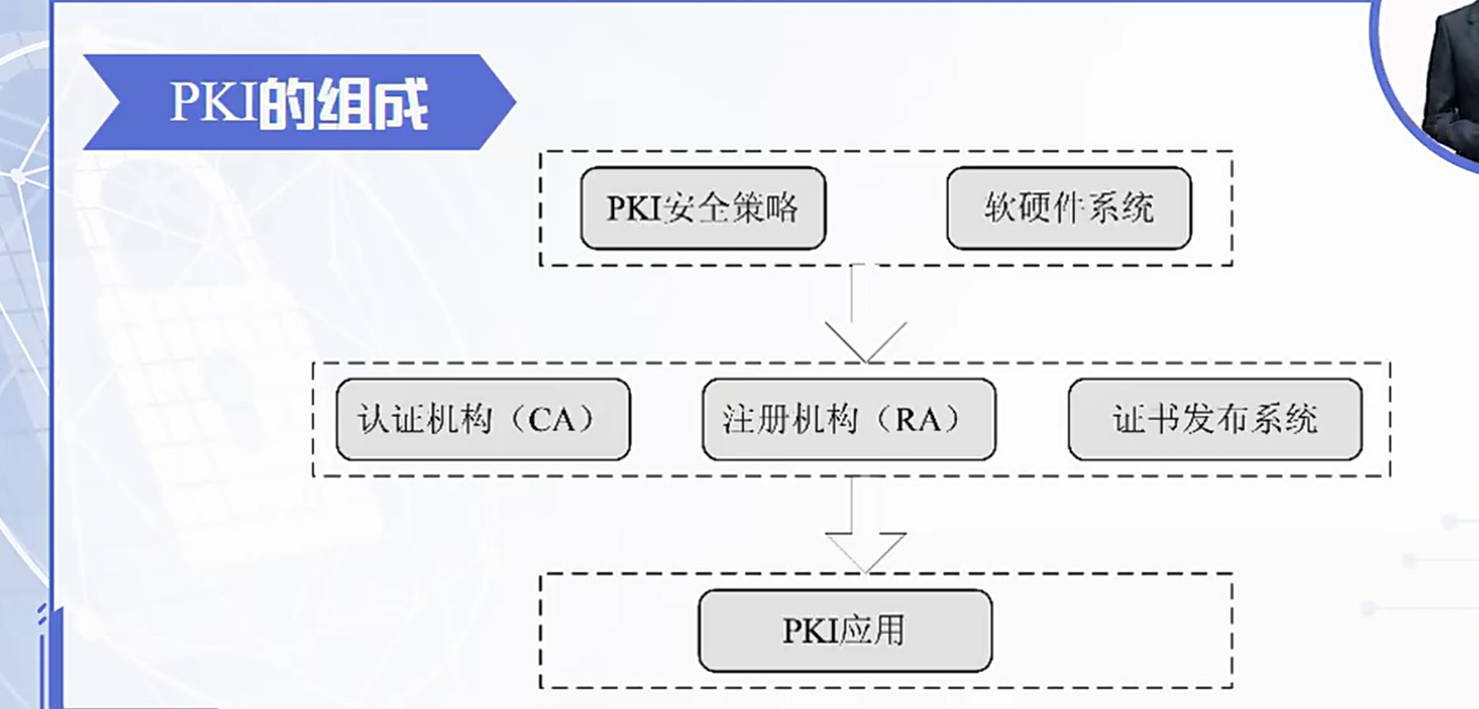 PKI的组成
PKI安全策略
软硬件系统
认证机构（CA）
注册机构（RA）
证书发布系统
PKI应用